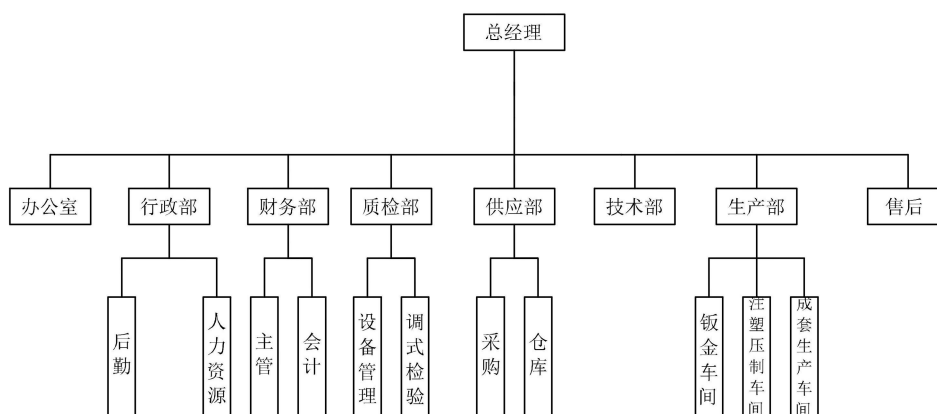 总经理
办公室
行政部
财务部
质检部
供应部
技术部
生产部
售后
后勤
人力资源
主管
会计
设备管理
调式检验
采购
仓库
钣金车间
注塑压制车间
成套生产车间